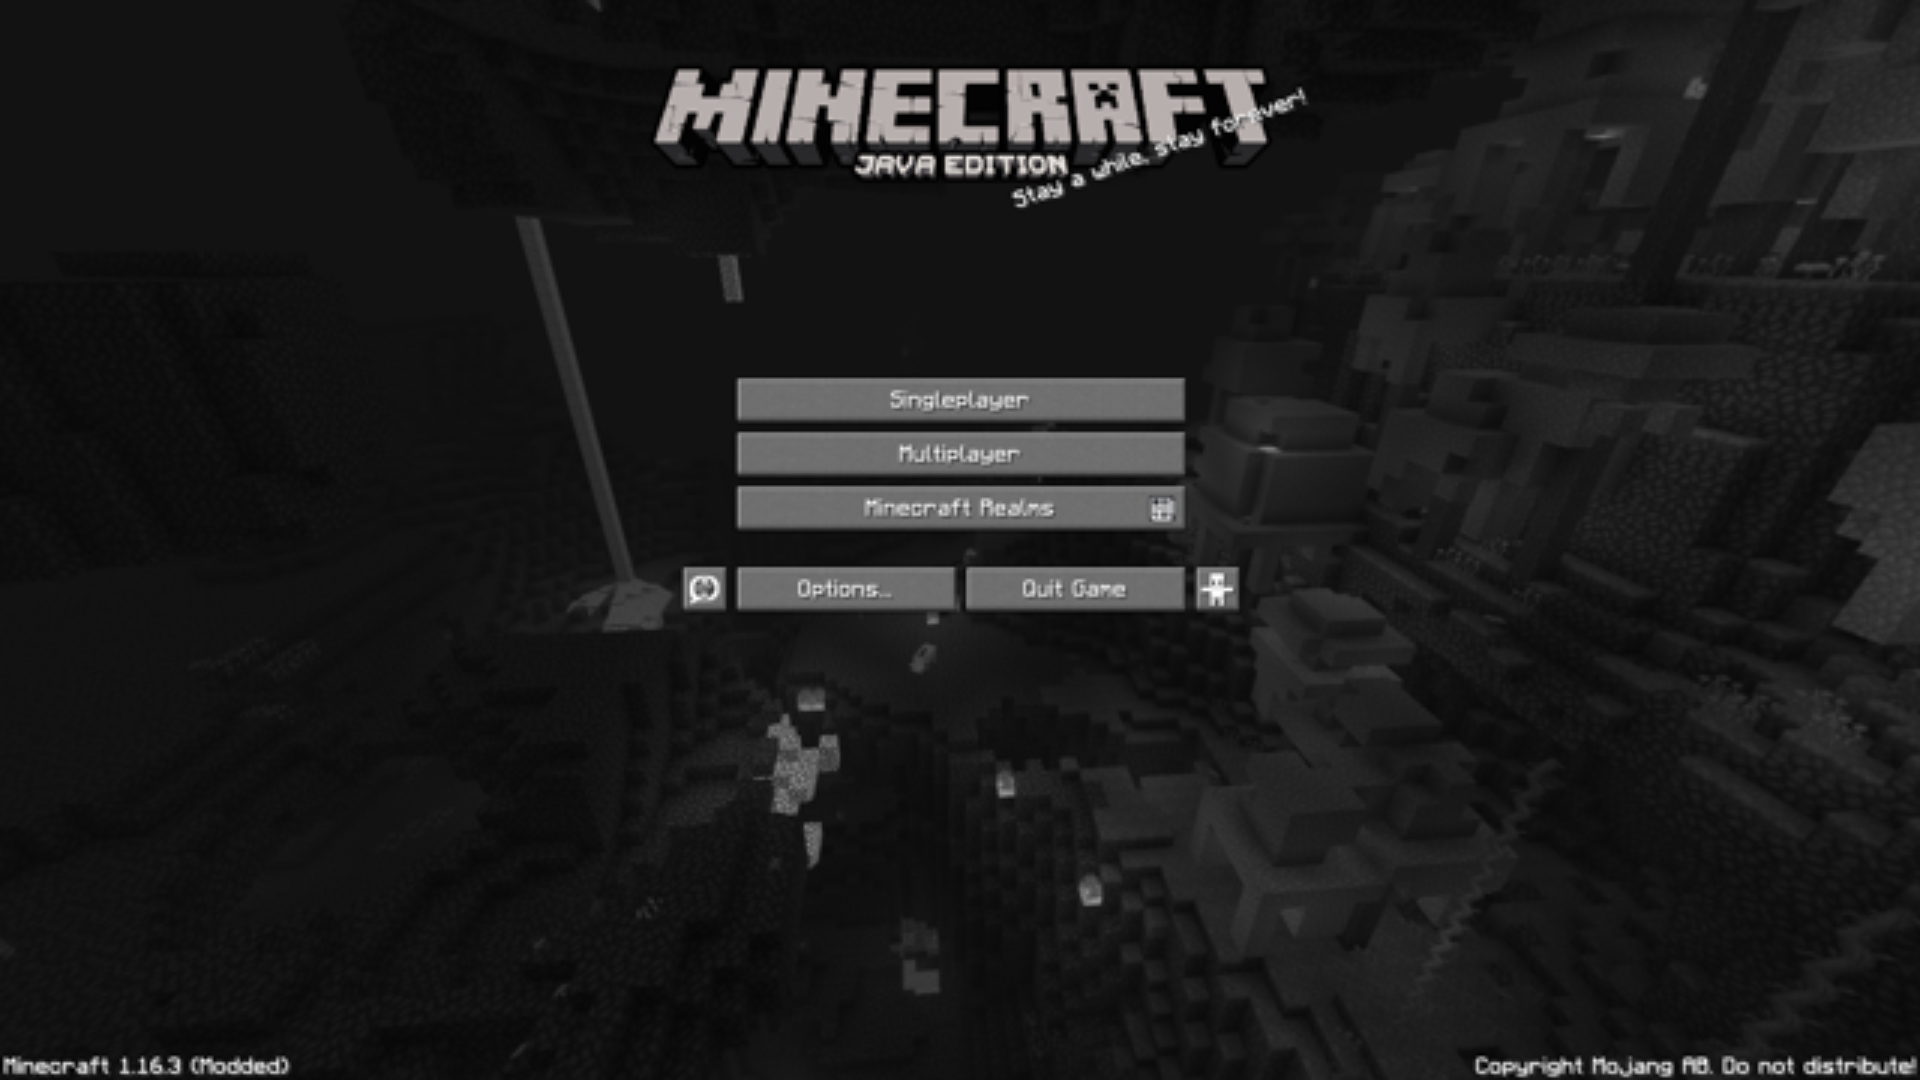 MINECRAFT
JAVA EDITION
Stay a while, stay forever!
Singleplayer
Multiplayer
Minecraft Realms
Options...
Quit Game
Minecraft 1.16.3 (Modded)
Copyright Mojang AB. Do not distribute!